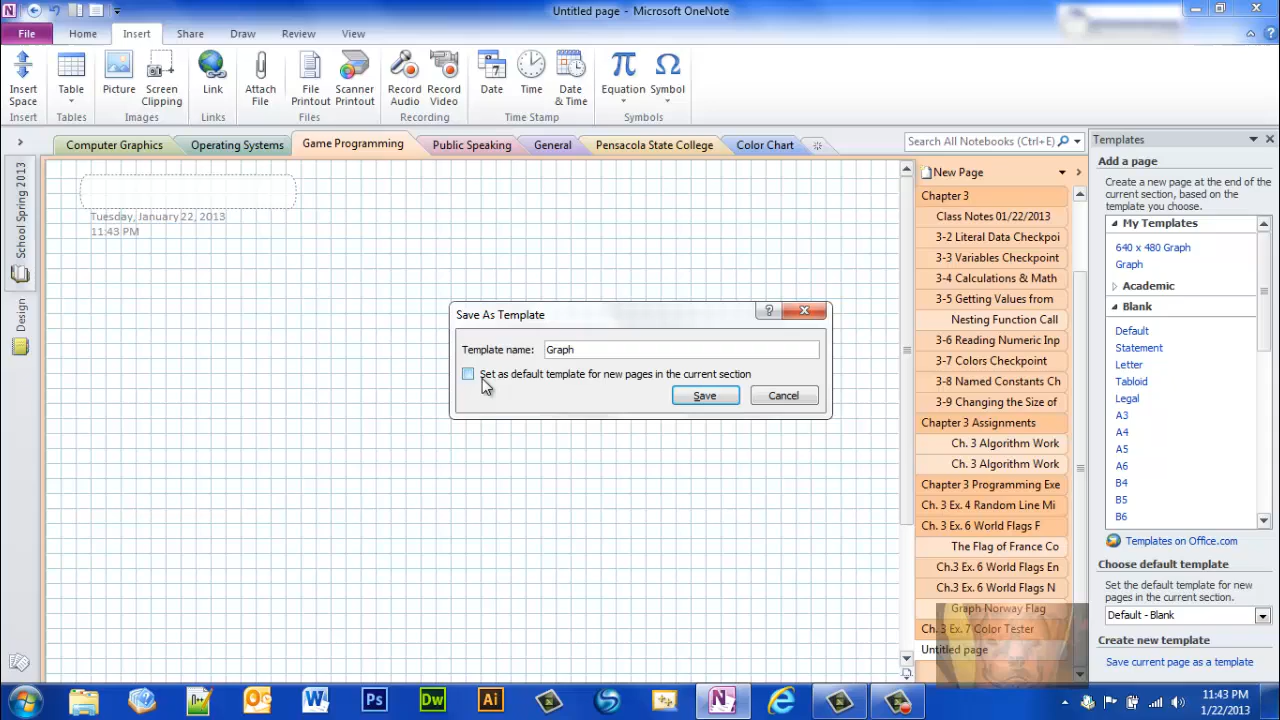 Untitled page - Microsoft OneNote
File Home Insert Share Draw Review View
Insert Space Table Picture Screen Clipping Link Attach File File Printout Scanner Printout Record Audio Record Video Date Time Date & Time Equation Symbol
Insert Tables Images Links Files Recording Time Stamp Symbols
Computer Graphics Operating Systems Game Programming Public Speaking General Pensacola State College Color Chart
Search All Notebooks (Ctrl+E)
School Spring 2013
Design
Tuesday, January 22, 2013
11:43 PM
Save As Template
Template name: Graph
Set as default template for new pages in the current section
Save Cancel
New Page
Chapter 3
Class Notes 01/22/2013
3-2 Literal Data Checkpoi
3-3 Variables Checkpoint
3-4 Calculations & Math
3-5 Getting Values from
Nesting Function Call
3-6 Reading Numeric Inp
3-7 Colors Checkpoint
3-8 Named Constants Ch
3-9 Changing the Size of
Chapter 3 Assignments
Ch. 3 Algorithm Work
Ch. 3 Algorithm Work
Chapter 3 Programming Exe
Ch. 3 Ex. 4 Random Line Mi
Ch. 3 Ex. 6 World Flags F
The Flag of France Co
Ch.3 Ex. 6 World Flags En
Ch.3 Ex. 6 World Flags N
Graph Norway Flag
Ch. 3 Ex. 7 Color Tester
Untitled page
Templates
Add a page
Create a new page at the end of the
current section, based on the
template you choose.
My Templates
640 x 480 Graph
Graph
Academic
Blank
Default
Statement
Letter
Tabloid
Legal
A3
A4
A5
A6
B4
B5
B6
Templates on Office.com
Choose default template
Set the default template for new
pages in the current section.
Default - Blank
Create new template
Save current page as a template
W Ps Dw Ai
11:43 PM
1/22/2013